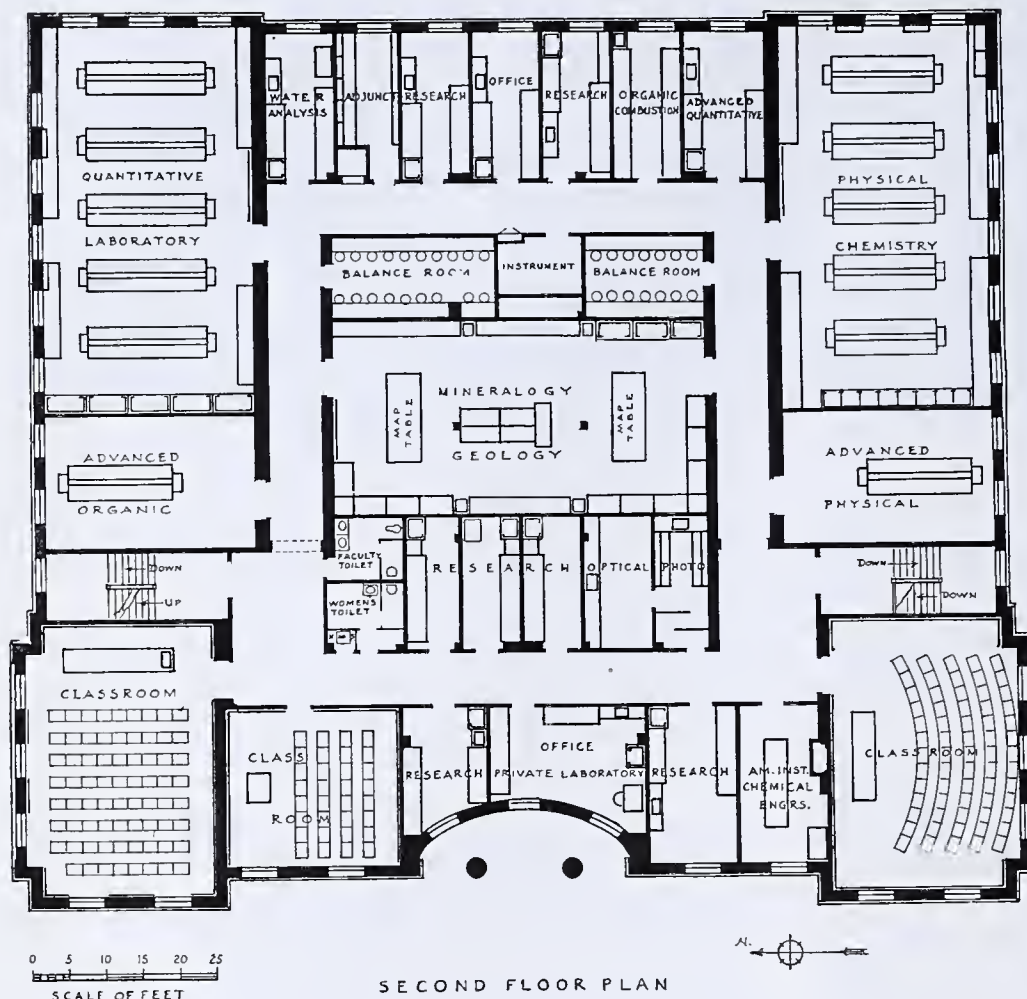 WATER ANALYSIS
ADJUNCT
RESEARCH
OFFICE
RESEARCH
ORGANIC COMBUSTION
ADVANCED QUANTITATIVE
QUANTITATIVE
LABORATORY
PHYSICAL
CHEMISTRY
BALANCE ROOM
INSTRUMENT
BALANCE ROOM
MAP TABLE
MINERALOGY
GEOLOGY
MAP TABLE
ADVANCED
ORGANIC
ADVANCED
PHYSICAL
DOWN
UP
FACULTY
TOILET
WOMENS
TOILET
RESEARCH
OPTICAL
PHOTO
DOWN
DOWN
CLASSROOM
CLASS
ROOM
RESEARCH
OFFICE
PRIVATE LABORATORY
RESEARCH
AM. INST.
CHEMICAL
ENGRS.
CLASSROOM
N.
0 5 10 15 20 25
SCALE OF FEET
SECOND FLOOR PLAN